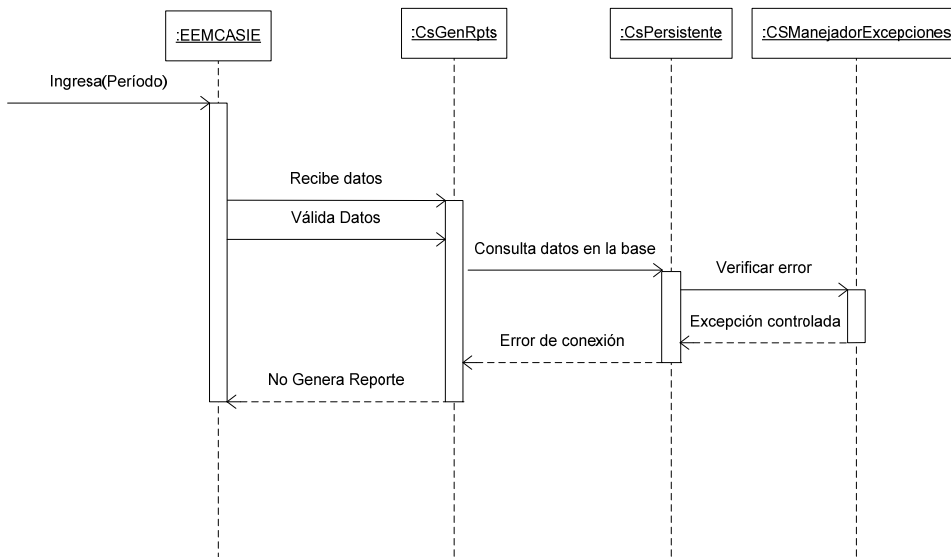 :EEMCASIE
:CsGenRpts
:CsPersistente
:CSManejadorExcepciones
Ingresa(Período)
Recibe datos
Válida Datos
Consulta datos en la base
Verificar error
Excepción controlada
Error de conexión
No Genera Reporte